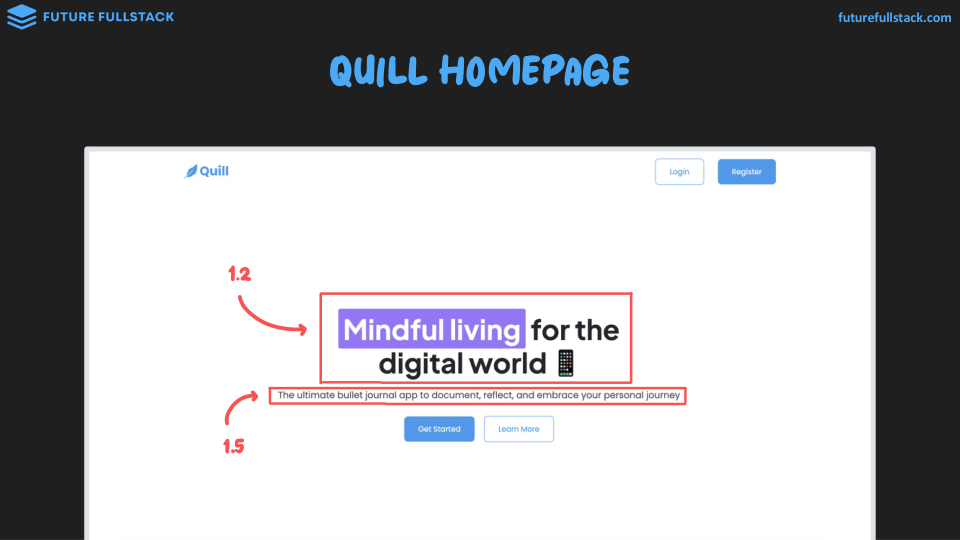 FUTURE FULLSTACK
futurefullstack.com
QUILL HOMEPAGE
Quill
Login
Register
1.2
Mindful living for the
digital world
The ultimate bullet journal app to document, reflect, and embrace your personal journey
1.5
Get Started
Learn More